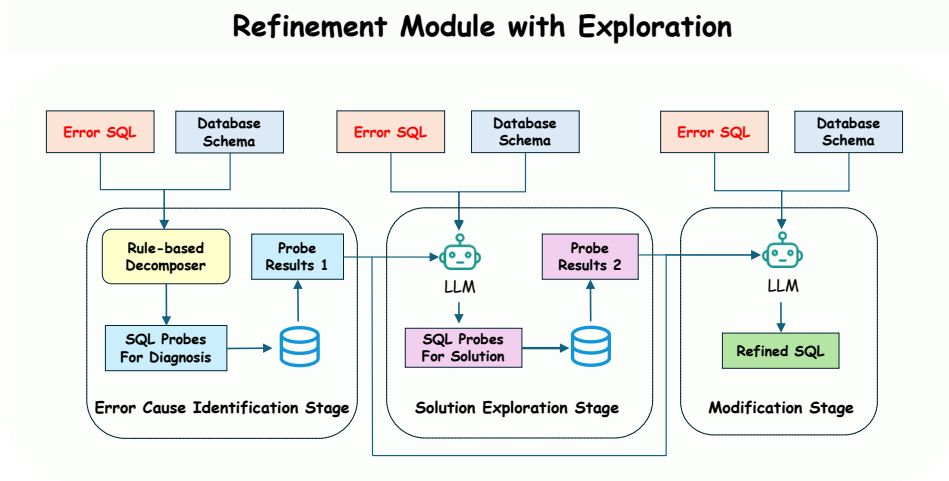 Refinement Module with Exploration
Error SQL
Database
Schema
Error SQL
Database
Schema
Error SQL
Database
Schema
Rule-based
Decomposer
Probe
Results 1
SQL Probes
For Diagnosis
Error Cause Identification Stage
LLM
Probe
Results 2
SQL Probes
For Solution
Solution Exploration Stage
LLM
Refined SQL
Modification Stage